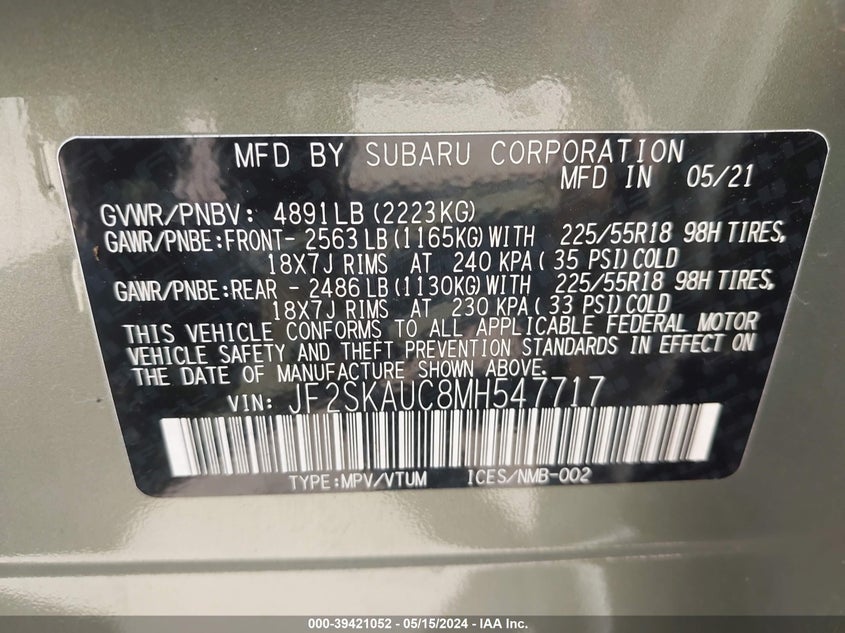 MFD BY SUBARU CORPORATION
MFD IN 05/21
GVWR/PNBV: 4891LB (2223KG)
GAWR/PNBE:FRONT- 2563 LB (1165KG) WITH 225/55R18 98H TIRES,
18X7J RIMS AT 240 KPA ( 35 PSI) COLD
GAWR/PNBE:REAR - 2486 LB (1130KG) WITH 225/55R18 98H TIRES,
18X7J RIMS AT 230 KPA ( 33 PSI) COLD
THIS VEHICLE CONFORMS TO ALL APPLICABLE FEDERAL MOTOR
VEHICLE SAFETY AND THEFT PREVENTION STANDARDS IN EFFECT ON
THE DATE OF MANUFACTURE SHOWN ABOVE.
VIN: JF2SKAUC8MH547717
TYPE:MPV/VTUM ICES/NMB-002
000-39421052 - 05/15/2024 - IAA Inc.